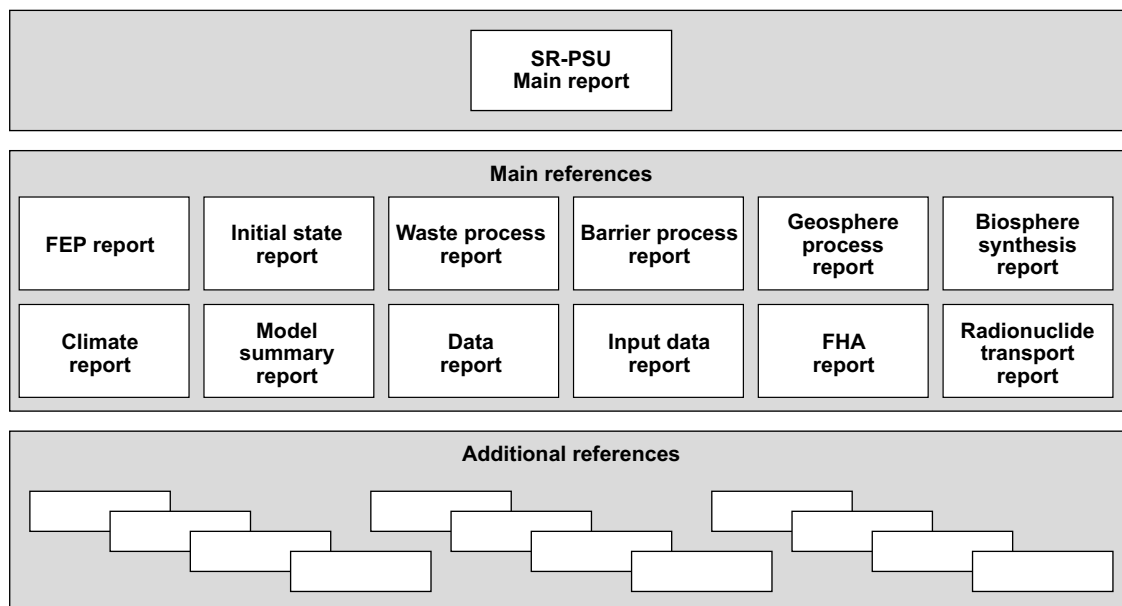 SR-PSU
Main report
Main references
FEP report
Initial state
report
Waste process
report
Barrier process
report
Geosphere
process
report
Biosphere
synthesis
report
Climate
report
Model
summary
report
Data
report
Input data
report
FHA
report
Radionuclide
transport
report
Additional references